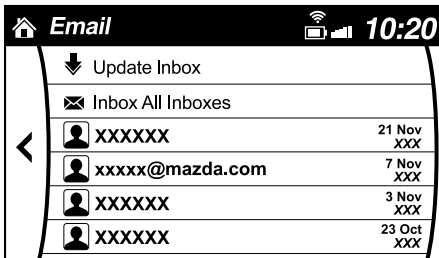 Email 10:20
Update Inbox
Inbox All Inboxes
XXXXXX 21 Nov
XXX
xxxxx@mazda.com 7 Nov
XXX
XXXXXX 3 Nov
XXX
XXXXXX 23 Oct
XXX